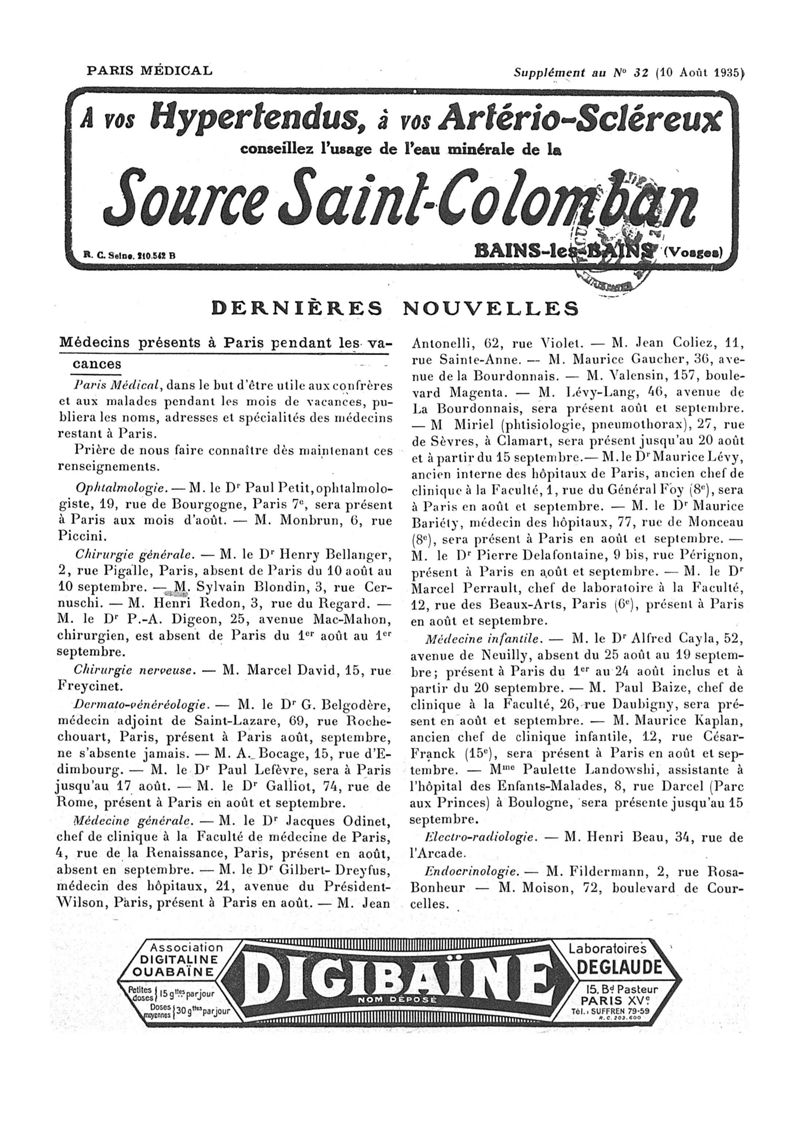 PARIS MÉDICAL
Supplément au N° 32 (10 Août 1935)
A vos Hypertendus, à vos Artério-Scléreux
conseillez l'usage de l'eau minérale de la
Source Saint-Colomban
R. C. Seine, 210.542 B
BAINS-les-BAINS (Vosges)
DERNIÈRES NOUVELLES
Médecins présents à Paris pendant les va-
cances
Paris Médical, dans le but d'être utile aux confrères
et aux malades pendant les mois de vacances, pu-
bliera les noms, adresses et spécialités des médecins
restant à Paris.
Prière de nous faire connaître dès maintenant ces
renseignements.
Ophtalmologie. — M. le Dr Paul Petit, ophtalmolo-
giste, 19, rue de Bourgogne, Paris 7e, sera présent
à Paris aux mois d'août. — M. Monbrun, 6, rue
Piccini.
Chirurgie générale. — M. le Dr Henry Bellanger,
2, rue Pigalle, Paris, absent de Paris du 10 août au
10 septembre. — M. Sylvain Blondin, 3, rue Cer-
nuschi. — M. Henri Redon, 3, rue du Regard. —
M. le Dr P.-A. Digeon, 25, avenue Mac-Mahon,
chirurgien, est absent de Paris du 1er août au 1er
septembre.
Chirurgie nerveuse. — M. Marcel David, 15, rue
Freycinet.
Dermato-vénéréologie. — M. le Dr G. Belgodère,
médecin adjoint de Saint-Lazare, 69, rue Roche-
chouart, Paris, présent à Paris août, septembre,
ne s'absente jamais. — M. A. Bocage, 15, rue d'E-
dimbourg. — M. le Dr Paul Lefèvre, sera à Paris
jusqu'au 17 août. — M. le Dr Galliot, 74, rue de
Rome, présent à Paris en août et septembre.
Médecine générale. — M. le Dr Jacques Odinet,
chef de clinique à la Faculté de médecine de Paris,
4, rue de la Renaissance, Paris, présent en août,
absent en septembre. — M. le Dr Gilbert-Dreyfus,
médecin des hôpitaux, 21, avenue du Président-
Wilson, Paris, présent à Paris en août. — M. Jean
Antonelli, 62, rue Violet. — M. Jean Coliez, 11,
rue Sainte-Anne. — M. Maurice Gaucher, 36, ave-
nue de la Bourdonnais. — M. Valensin, 157, boule-
vard Magenta. — M. Lévy-Lang, 46, avenue de
La Bourdonnais, sera présent août et septembre.
— M Miriel (phtisiologie, pneumothorax), 27, rue
de Sèvres, à Clamart, sera présent jusqu'au 20 août
et à partir du 15 septembre. — M. le Dr Maurice Lévy,
ancien interne des hôpitaux de Paris, ancien chef de
clinique à la Faculté, 1, rue du Général Foy (8e), sera
à Paris en août et septembre. — M. le Dr Maurice
Bariéty, médecin des hôpitaux, 77, rue de Monceau
(8e), sera présent à Paris en août et septembre. —
M. le Dr Pierre Delafontaine, 9 bis, rue Pérignon,
présent à Paris en août et septembre. — M. le Dr
Marcel Perrault, chef de laboratoire à la Faculté,
12, rue des Beaux-Arts, Paris (6e), présent à Paris
en août et septembre.
Médecine infantile. — M. le Dr Alfred Cayla, 52,
avenue de Neuilly, absent du 25 août au 19 septem-
bre; présent à Paris du 1er au 24 août inclus et à
partir du 20 septembre. — M. Paul Baize, chef de
clinique à la Faculté, 26, rue Daubigny, sera pré-
sent en août et septembre. — M. Maurice Kaplan,
ancien chef de clinique infantile, 12, rue César-
Franck (15e), sera présent à Paris en août et sep-
tembre. — Mme Paulette Landowshi, assistante à
l'hôpital des Enfants-Malades, 8, rue Darcel (Parc
aux Princes) à Boulogne, sera présente jusqu'au 15
septembre.
Electro-radiologie. — M. Henri Beau, 34, rue de
l'Arcade.
Endocrinologie. — M. Fildermann, 2, rue Rosa-
Bonheur — M. Moison, 72, boulevard de Cour-
celles.
Association
DIGITALINE
OUABAÏNE
Petites doses } 15 gttes par jour
Doses moyennes } 30 gttes par jour
DIGIBAÏNE
NOM DÉPOSÉ
Laboratoires
DEGLAUDE
15, Bd Pasteur
PARIS XVe
Tél.: SUFFREN 79-59
R. C. 203.600